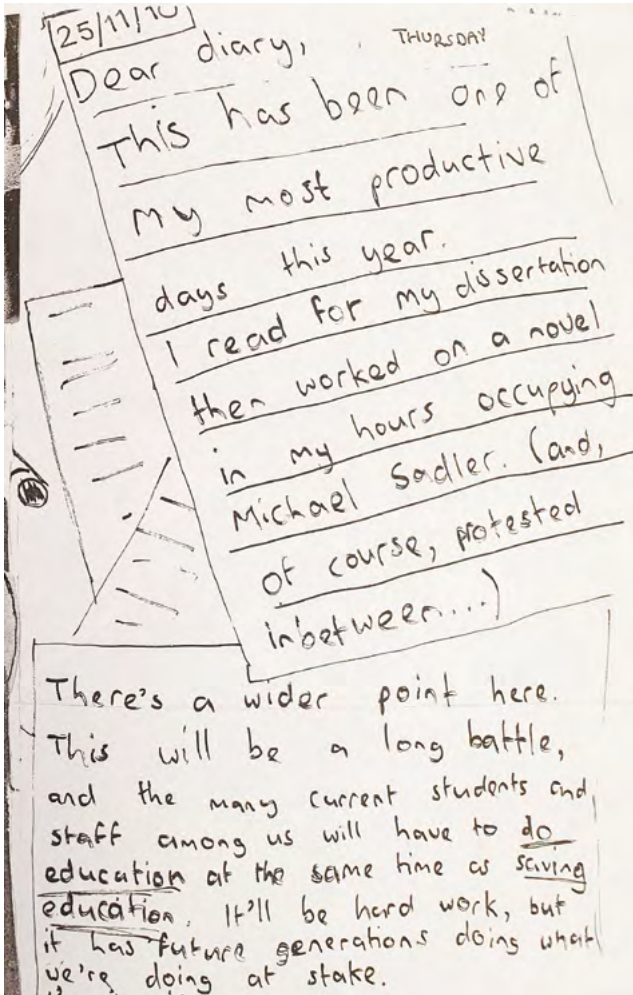 25/11/10
THURSDAY
Dear diary,
This has been one of
my most productive
days this year.
I read for my dissertation
then worked on a novel
in my hours occupying
Michael Sadler. (and,
of course, protested
inbetween....)
There's a wider point here.
This will be a long battle,
and the many current students and
staff among us will have to do
education at the same time as saving
education. It'll be hard work, but
it has future generations doing what
we're doing at stake.